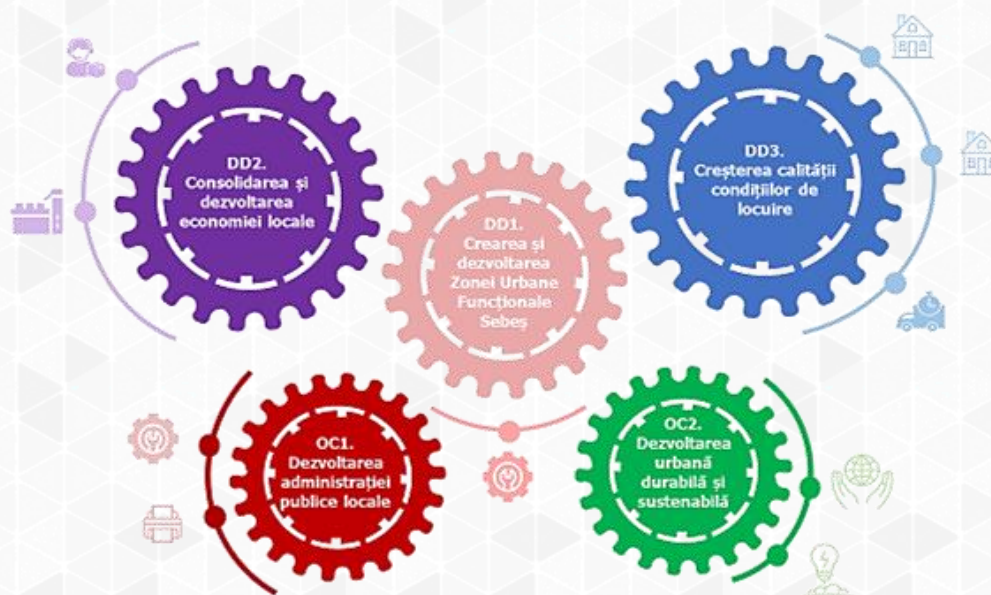 DD2.
Consolidarea și
dezvoltarea
economiei locale
DD3.
Creșterea calității
condițiilor de
locuire
DD1.
Crearea și
dezvoltarea
Zonei Urbane
Funcționale
Sebeș
OC1.
Dezvoltarea
administrației
publice locale
OC2.
Dezvoltarea
urbană
durabilă și
sustenabilă